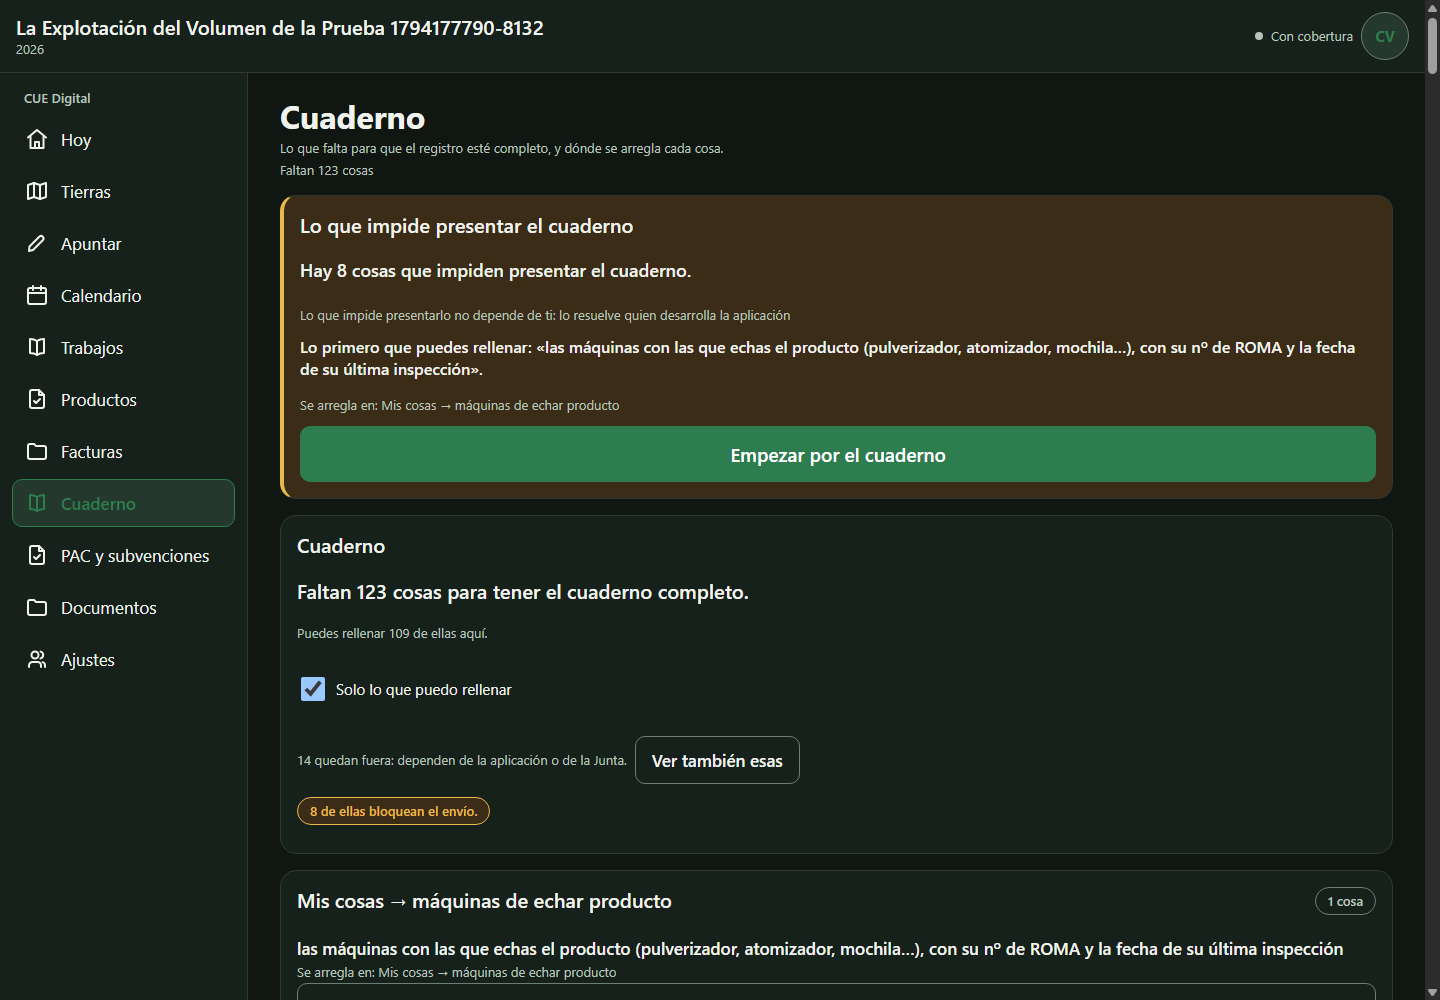 La Explotación del Volumen de la Prueba 1794177790-8132
2026
Con cobertura
CV
CUE Digital
Hoy
Tierras
Apuntar
Calendario
Trabajos
Productos
Facturas
Cuaderno
PAC y subvenciones
Documentos
Ajustes
Cuaderno
Lo que falta para que el registro esté completo, y dónde se arregla cada cosa.
Faltan 123 cosas
Lo que impide presentar el cuaderno
Hay 8 cosas que impiden presentar el cuaderno.
Lo que impide presentarlo no depende de ti: lo resuelve quien desarrolla la aplicación
Lo primero que puedes rellenar: «las máquinas con las que echas el producto (pulverizador, atomizador, mochila…), con su nº de ROMA y la fecha
de su última inspección».
Se arregla en: Mis cosas → máquinas de echar producto
Empezar por el cuaderno
Cuaderno
Faltan 123 cosas para tener el cuaderno completo.
Puedes rellenar 109 de ellas aquí.
Solo lo que puedo rellenar
14 quedan fuera: dependen de la aplicación o de la Junta.
Ver también esas
8 de ellas bloquean el envío.
Mis cosas → máquinas de echar producto
1 cosa
las máquinas con las que echas el producto (pulverizador, atomizador, mochila…), con su nº de ROMA y la fecha de su última inspección
Se arregla en: Mis cosas → máquinas de echar producto